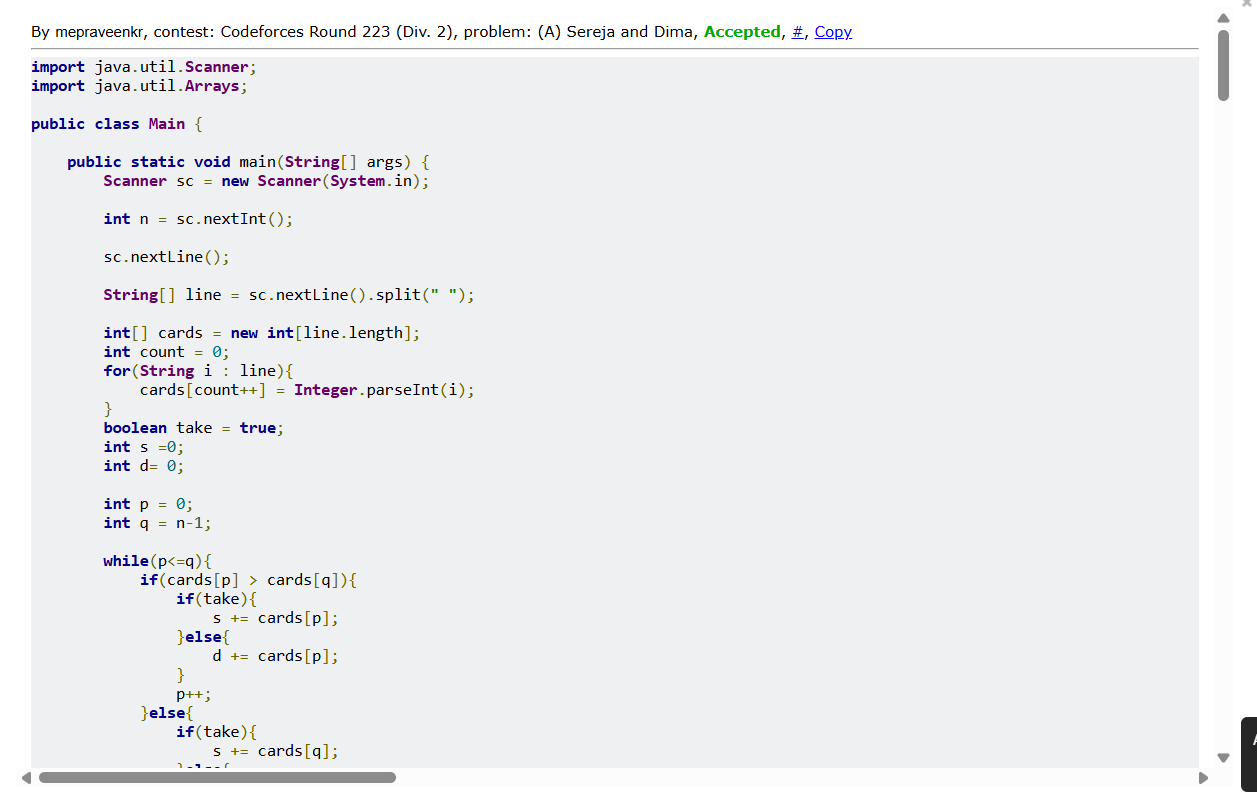 By mepraveenkr, contest: Codeforces Round 223 (Div. 2), problem: (A) Sereja and Dima, Accepted, #, Copy
import java.util.Scanner;
import java.util.Arrays;
public class Main {
public static void main(String[] args) {
Scanner sc = new Scanner(System.in);
int n = sc.nextInt();
sc.nextLine();
String[] line = sc.nextLine().split(" ");
int[] cards = new int[line.length];
int count = 0;
for(String i : line){
cards[count++] = Integer.parseInt(i);
}
boolean take = true;
int s =0;
int d= 0;
int p = 0;
int q = n-1;
while(p<=q){
if(cards[p] > cards[q]){
if(take){
s += cards[p];
}else{
d += cards[p];
}
p++;
}else{
if(take){
s += cards[q];
}else{